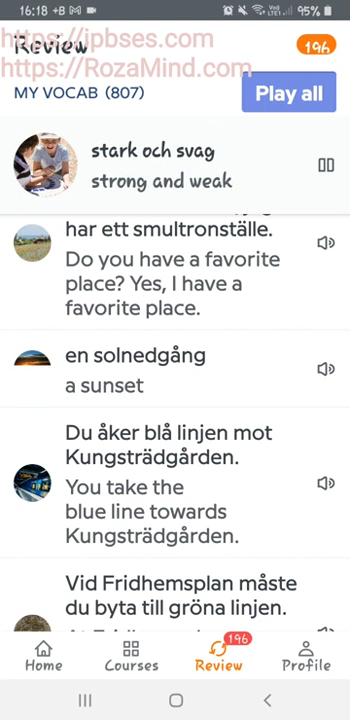 16:18 +B M
Vo)) LTE1 95%
https://jpbses.com
Review
196
https://RozaMind.com
MY VOCAB (807)
Play all
stark och svag
strong and weak
har ett smultronställe.
Do you have a favorite
place? Yes, I have a
favorite place.
en solnedgång
a sunset
Du åker blå linjen mot
Kungsträdgården.
You take the
blue line towards
Kungsträdgården.
Vid Fridhemsplan måste
du byta till gröna linjen.
196
Home
Courses
Review
Profile